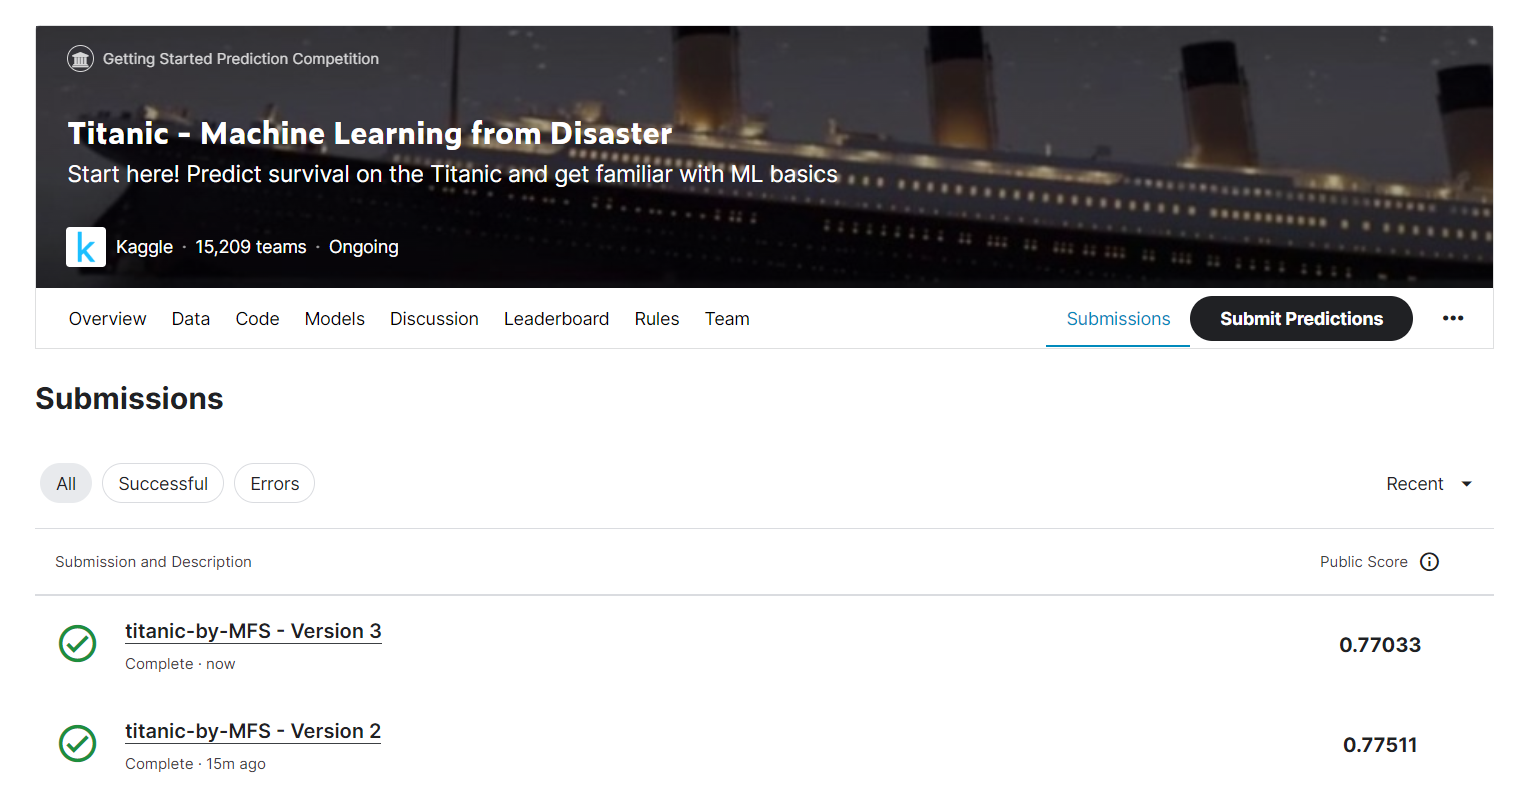 Getting Started Prediction Competition
Titanic - Machine Learning from Disaster
Start here! Predict survival on the Titanic and get familiar with ML basics
k Kaggle · 15,209 teams · Ongoing
Overview Data Code Models Discussion Leaderboard Rules Team Submissions Submit Predictions
Submissions
All Successful Errors Recent
Submission and Description Public Score
titanic-by-MFS - Version 3 0.77033
Complete · now
titanic-by-MFS - Version 2 0.77511
Complete · 15m ago